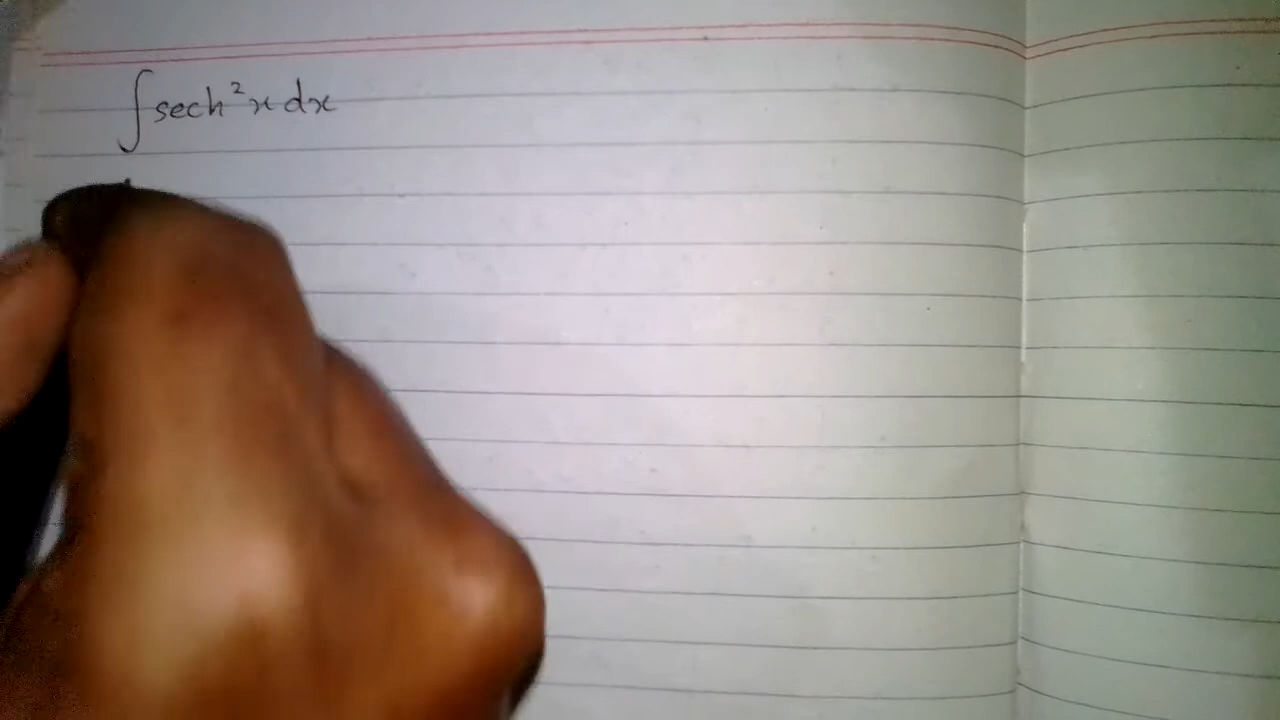 ∫ sech²x dx